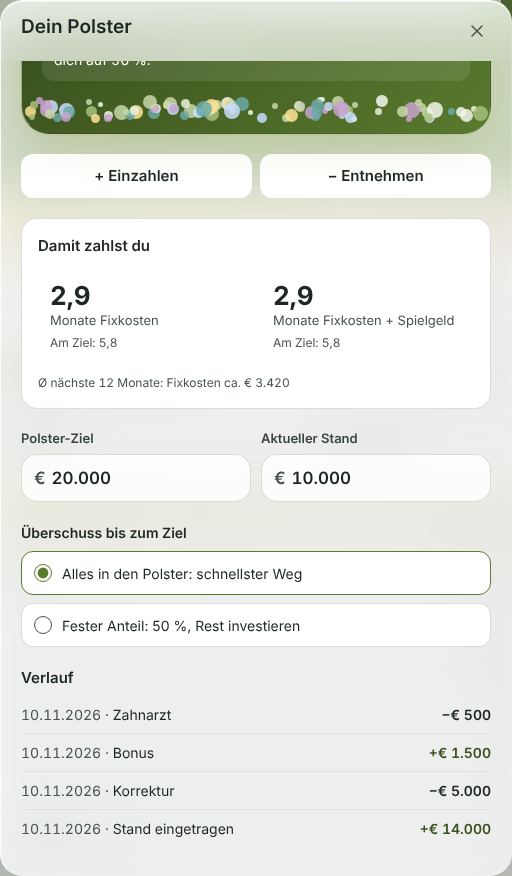 Dein Polster
dich auf 50 %.
+ Einzahlen
– Entnehmen
Damit zahlst du
2,9
Monate Fixkosten
Am Ziel: 5,8
2,9
Monate Fixkosten + Spielgeld
Am Ziel: 5,8
Ø nächste 12 Monate: Fixkosten ca. € 3.420
Polster-Ziel
€ 20.000
Aktueller Stand
€ 10.000
Überschuss bis zum Ziel
Alles in den Polster: schnellster Weg
Fester Anteil: 50 %, Rest investieren
Verlauf
10.11.2026 · Zahnarzt −€ 500
10.11.2026 · Bonus +€ 1.500
10.11.2026 · Korrektur −€ 5.000
10.11.2026 · Stand eingetragen +€ 14.000